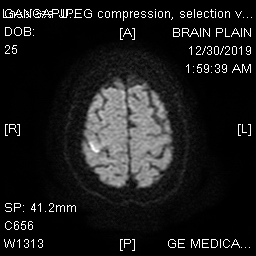 JPEG compression, selection v...
DOB:
25
[A]
BRAIN PLAIN
12/30/2019
1:59:39 AM
[R]
[L]
SP: 41.2mm
C656
W1313
[P]
GE MEDICA...